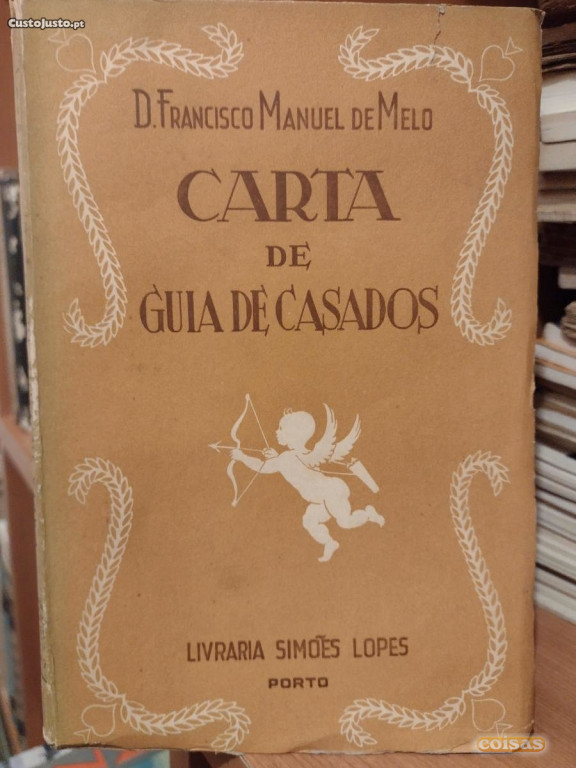 CustoJusto.pt
D. FRANCISCO MANUEL DE MELO
CARTA
DE
GUIA DE CASADOS
LIVRARIA SIMÕES LOPES
PORTO
coisas